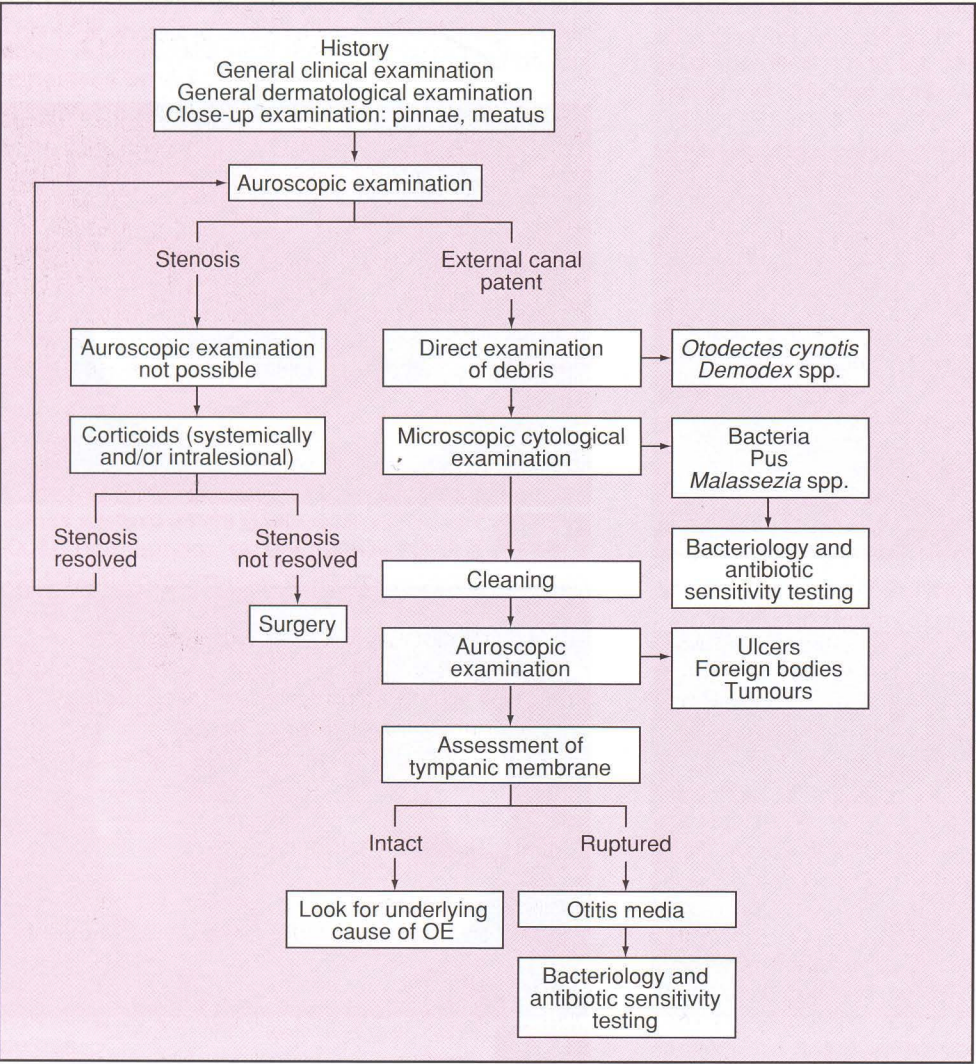 History
General clinical examination
General dermatological examination
Close-up examination: pinnae, meatus
Auroscopic examination
Stenosis
External canal
patent
Auroscopic examination
not possible
Direct examination
of debris
Otodectes cynotis
Demodex spp.
Corticoids (systemically
and/or intralesional)
Microscopic cytological
examination
Bacteria
Pus
Malassezia spp.
Stenosis
resolved
Stenosis
not resolved
Bacteriology and
antibiotic
sensitivity testing
Cleaning
Surgery
Auroscopic
examination
Ulcers
Foreign bodies
Tumours
Assessment of
tympanic membrane
Intact
Ruptured
Look for underlying
cause of OE
Otitis media
Bacteriology and
antibiotic sensitivity
testing